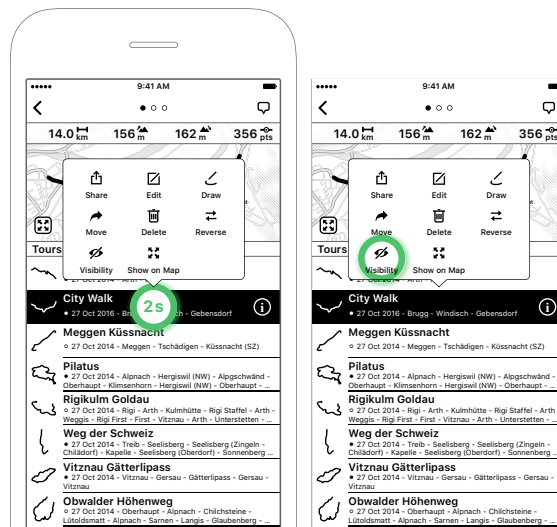 9:41 AM
14.0 km 156 m 162 m 356 pts
Share Edit Draw
Move Delete Reverse
Visibility Show on Map
Tours
City Walk
2s
• 27 Oct 2016 - Br ch - Gebensdorf
Meggen Küssnacht
◦ 27 Oct 2014 - Meggen - Tschädigen - Küssnacht (SZ)
Pilatus
• 27 Oct 2014 - Alpnach - Hergiswil (NW) - Alpgschwänd -
Oberhaupt - Klimsenhorn - Hergiswil (NW) - Oberhaupt - ...
Rigikulm Goldau
◦ 27 Oct 2014 - Rigi - Arth - Kulmhütte - Rigi Staffel - Arth -
Weggis - Rigi First - First - Vitznau - Arth - Unterstetten - ...
Weg der Schweiz
• 27 Oct 2014 - Treib - Seelisberg - Seelisberg (Zingeln -
Chilädorf) - Kapelle - Seelisberg (Oberdorf) - Sonnenberg ...
Vitznau Gätterlipass
• 27 Oct 2014 - Vitznau - Gersau - Gätterlipass - Gersau -
Vitznau
Obwalder Höhenweg
◦ 27 Oct 2014 - Oberhaupt - Alpnach - Chilchsteine -
Lütoldsmatt - Alpnach - Sarnen - Langis - Glaubenberg - ...
9:41 AM
14.0 km 156 m 162 m 356 pts
Share Edit Draw
Move Delete Reverse
Visibility Show on Map
Tours
City Walk
• 27 Oct 2016 - Brugg - Windisch - Gebensdorf
Meggen Küssnacht
◦ 27 Oct 2014 - Meggen - Tschädigen - Küssnacht (SZ)
Pilatus
• 27 Oct 2014 - Alpnach - Hergiswil (NW) - Alpgschwänd -
Oberhaupt - Klimsenhorn - Hergiswil (NW) - Oberhaupt - ...
Rigikulm Goldau
◦ 27 Oct 2014 - Rigi - Arth - Kulmhütte - Rigi Staffel - Arth
Weggis - Rigi First - First - Vitznau - Arth - Unterstetten - ...
Weg der Schweiz
• 27 Oct 2014 - Treib - Seelisberg - Seelisberg (Zingeln -
Chilädorf) - Kapelle - Seelisberg (Oberdorf) - Sonnenberg ...
Vitznau Gätterlipass
• 27 Oct 2014 - Vitznau - Gersau - Gätterlipass - Gersau -
Vitznau
Obwalder Höhenweg
◦ 27 Oct 2014 - Oberhaupt - Alpnach - Chilchsteine -
Lütoldsmatt - Alpnach - Sarnen - Langis - Glaubenberg - ...